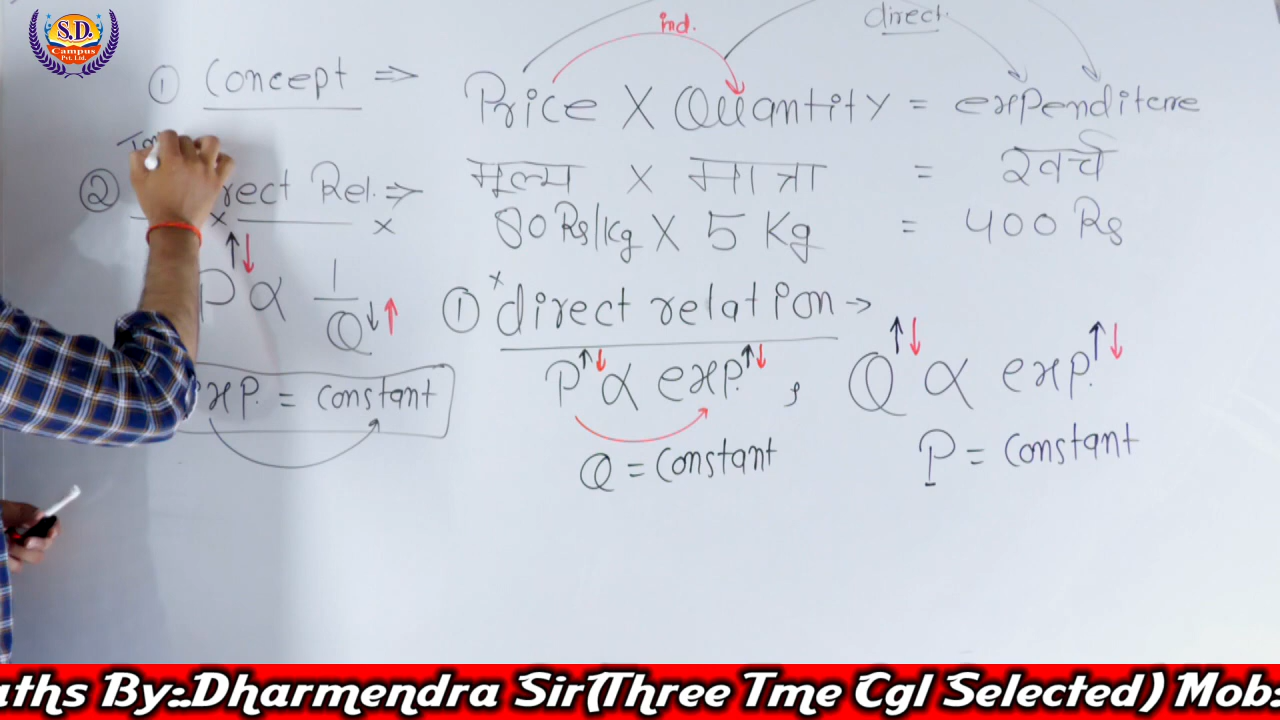 S.D.
Campus
Pvt. Ltd.
ind. direct.
① Concept ⇒ Price X Quantity = expenditure
मूल्य X मात्रा = खर्च
② rect Rel. ⇒
80 Rs/Kg X 5 Kg = 400 Rs
P ∝ 1/Q
① direct relation →
P ∝ exp. , Q ∝ exp.
exp. = constant
Q = Constant P = Constant
aths By:.Dharmendra Sir(Three Tme Cgl Selected) Mob: